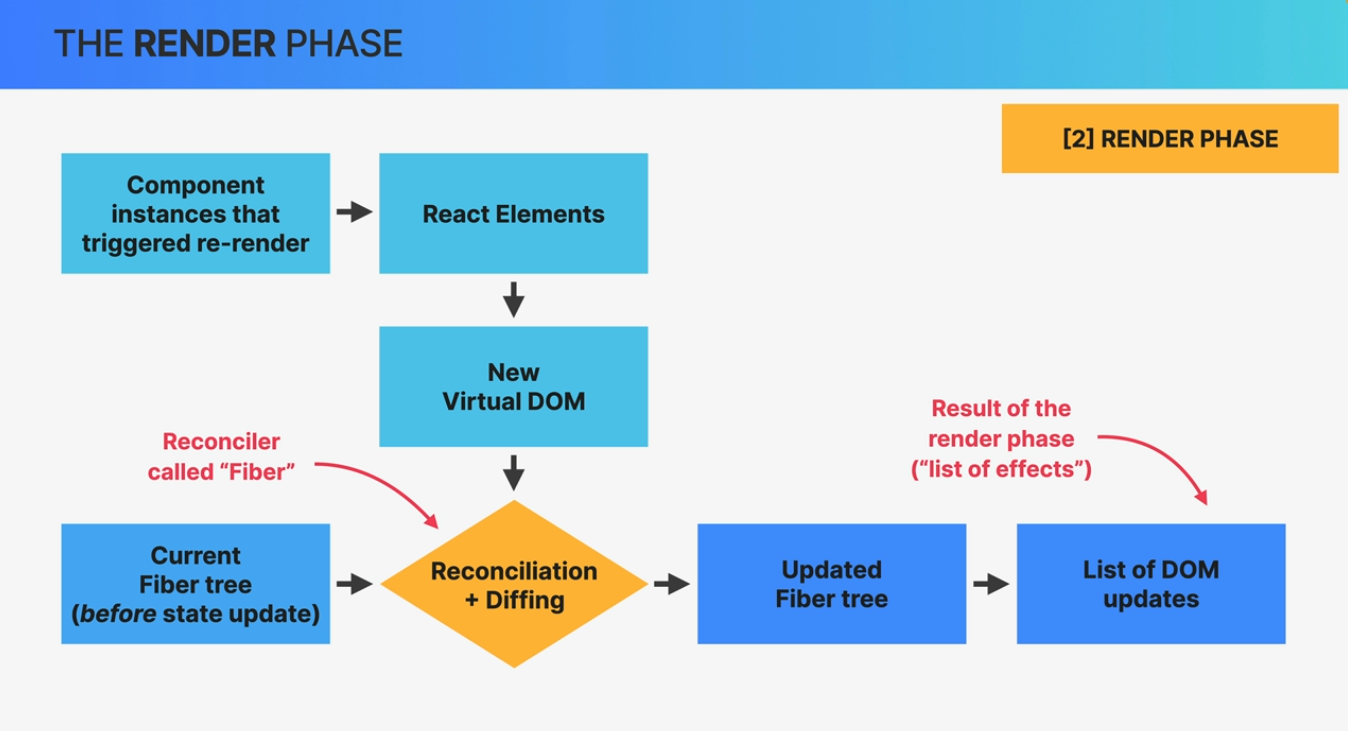 THE RENDER PHASE
[2] RENDER PHASE
Component
instances that
triggered re-render
React Elements
New
Virtual DOM
Reconciler
called “Fiber”
Result of the
render phase
(“list of effects”)
Current
Fiber tree
(before state update)
Reconciliation
+ Diffing
Updated
Fiber tree
List of DOM
updates